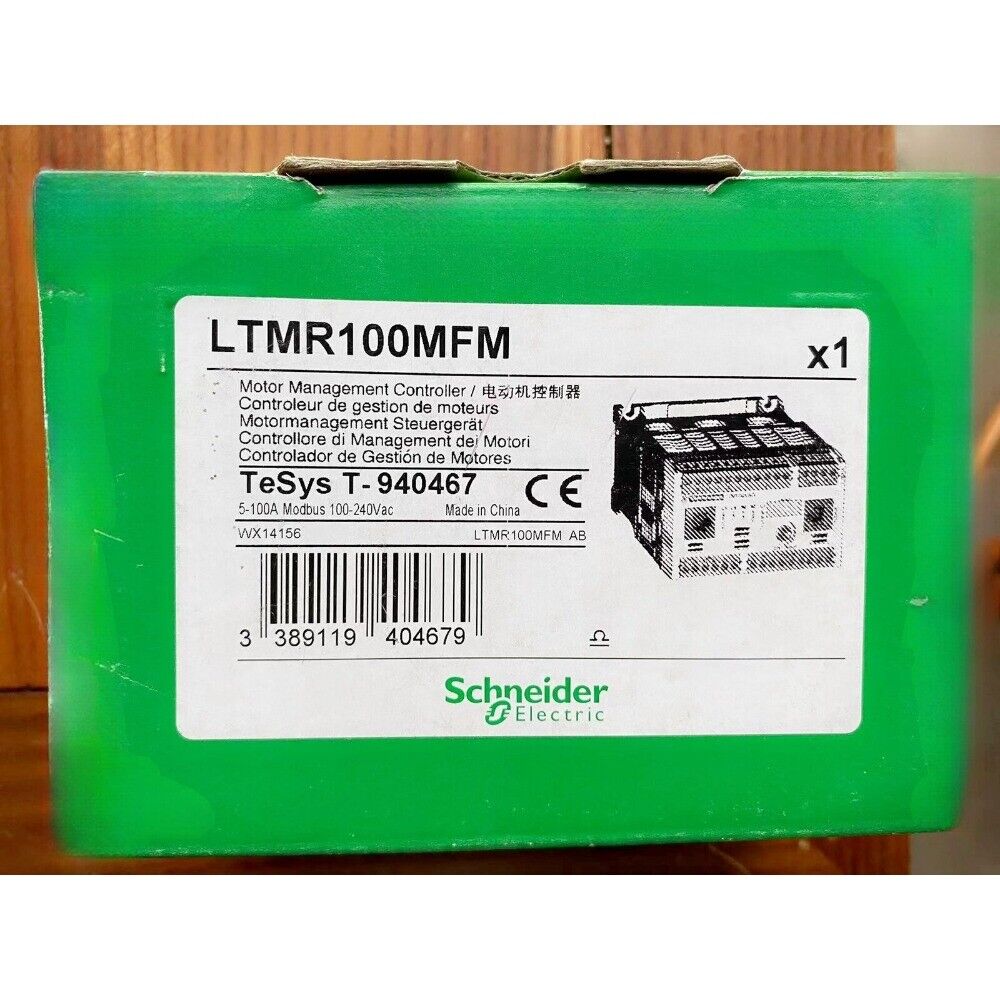 LTMR100MFM x1
Motor Management Controller / 电动机控制器
Controleur de gestion de moteurs
Motormanagement Steuergerät
Controllore di Management dei Motori
Controlador de Gestión de Motores
TeSys T- 940467 CE
5-100A Modbus 100-240Vac Made in China
WX14156 LTMR100MFM AB
3 389119 404679
Schneider
Electric